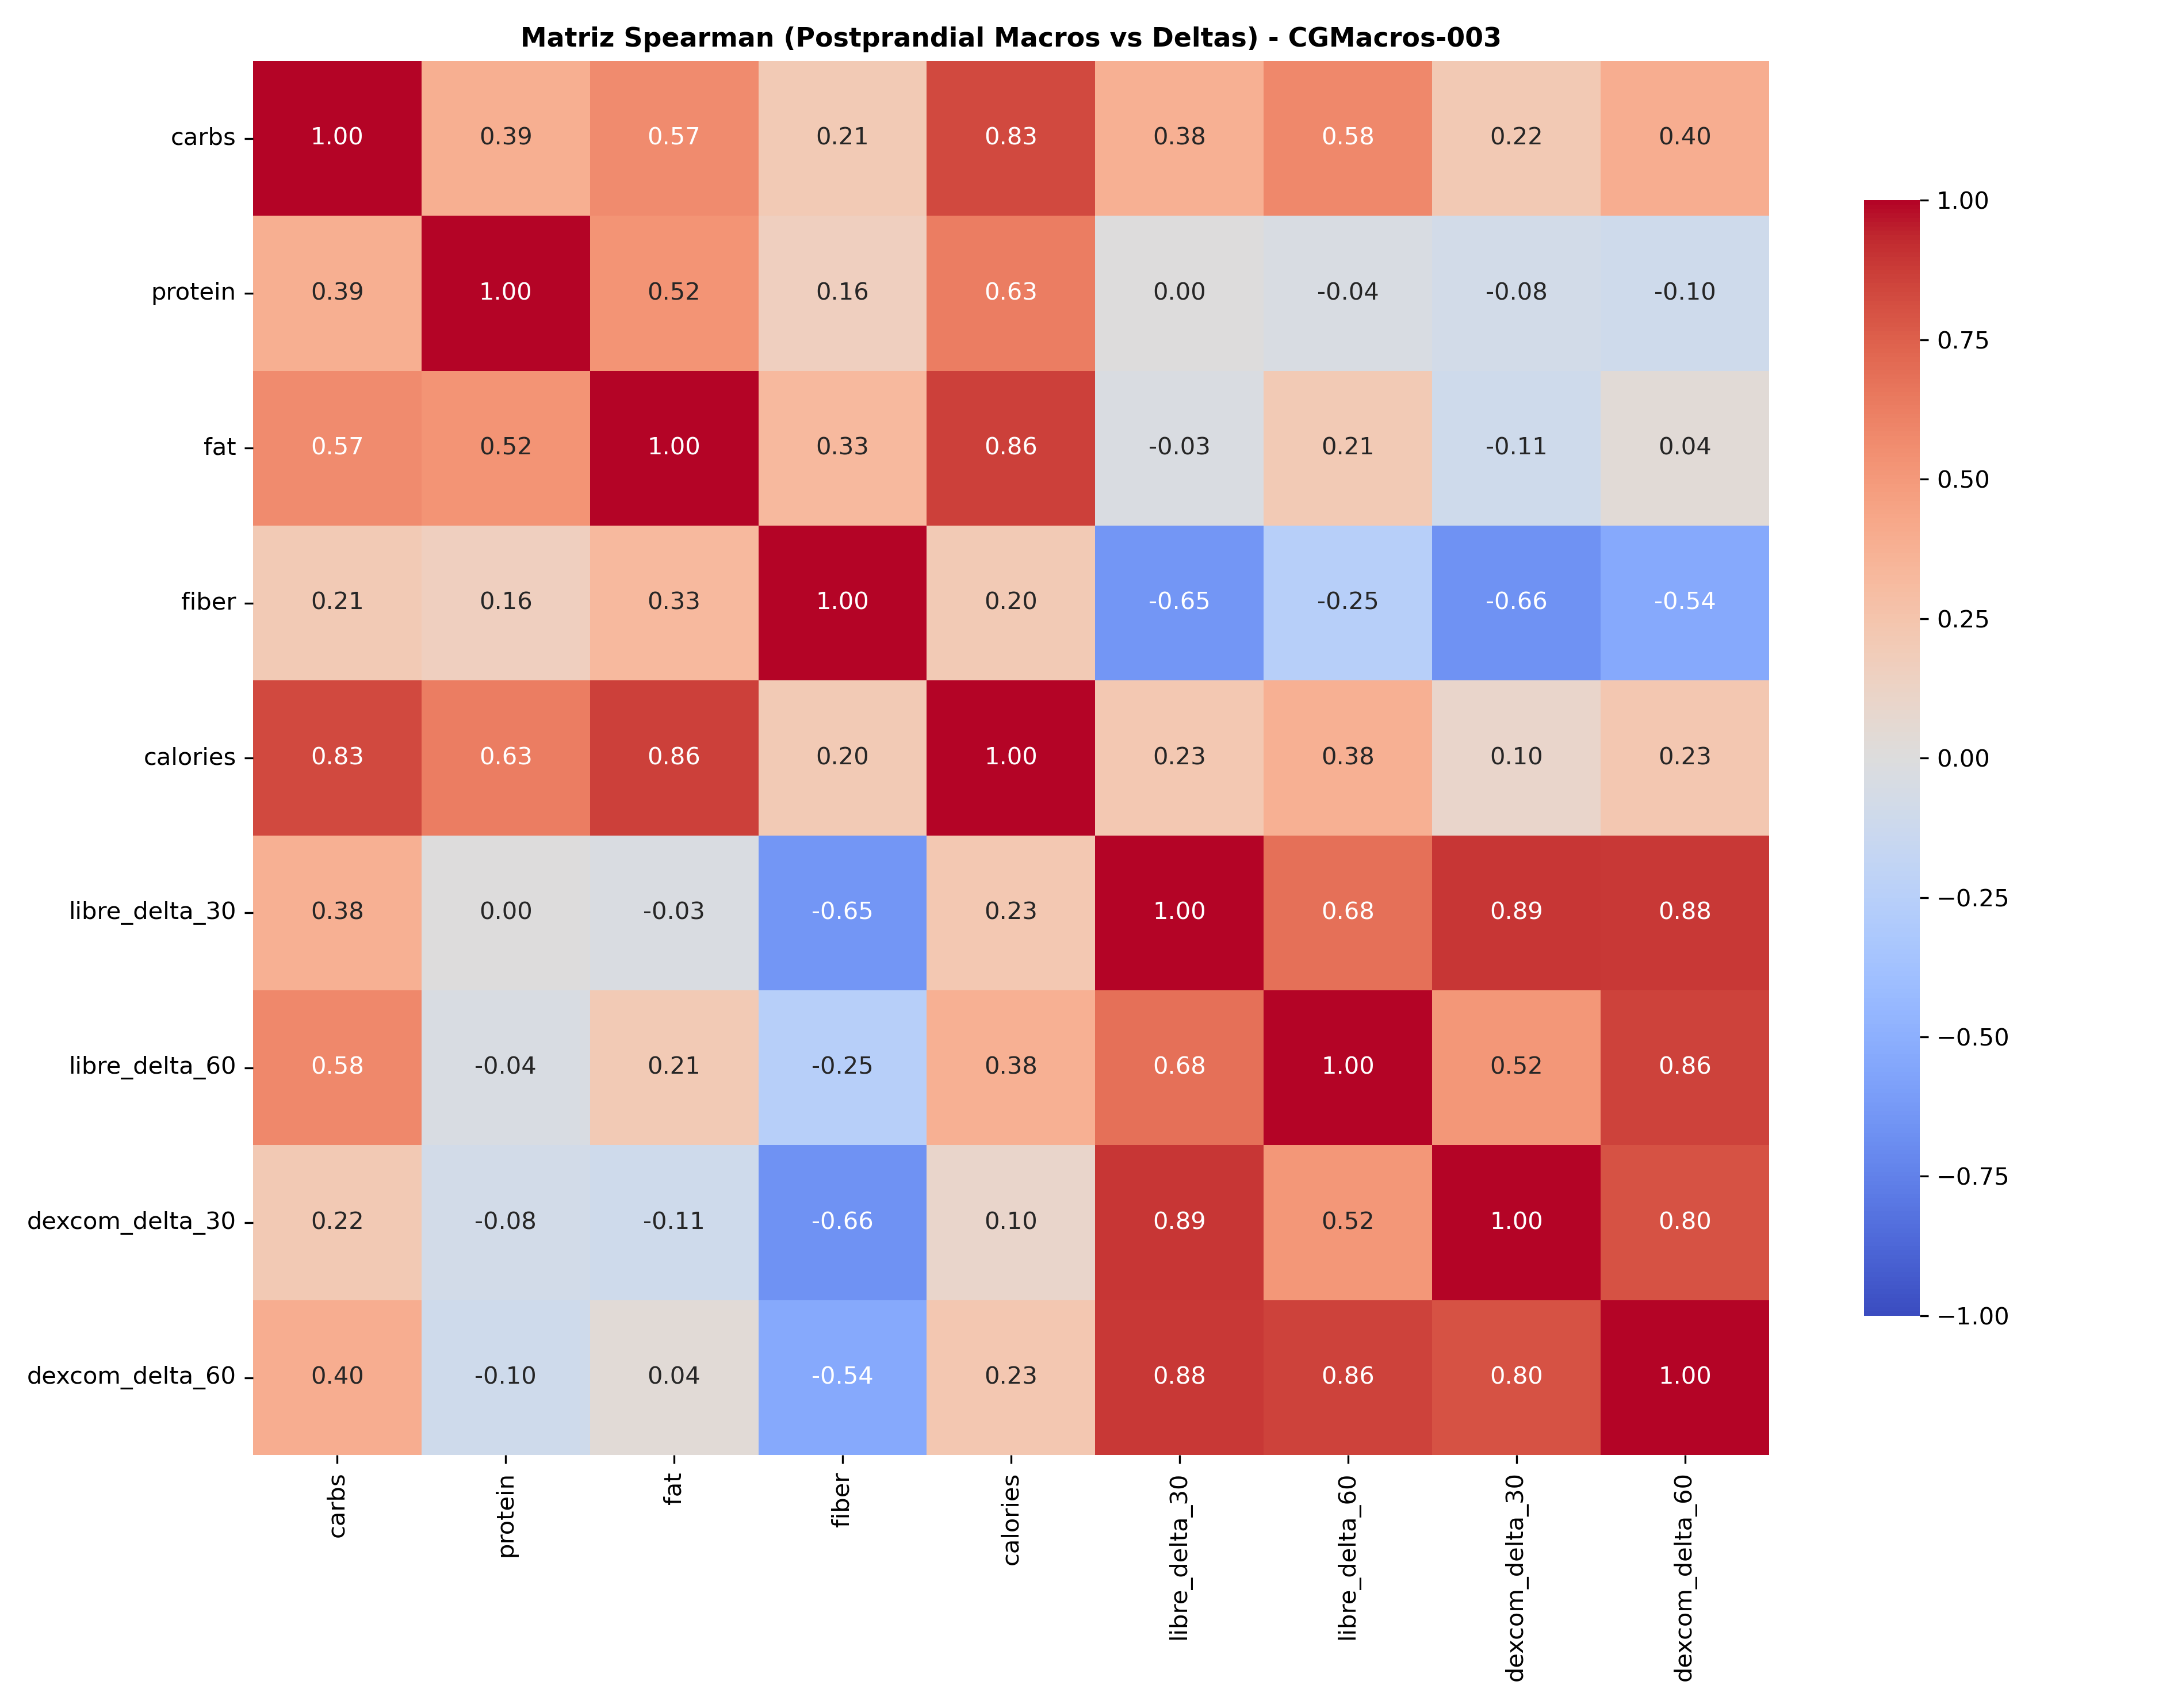 Matriz Spearman (Postprandial Macros vs Deltas) - CGMacros-003
carbs 1.00 0.39 0.57 0.21 0.83 0.38 0.58 0.22 0.40
protein 0.39 1.00 0.52 0.16 0.63 0.00 -0.04 -0.08 -0.10
fat 0.57 0.52 1.00 0.33 0.86 -0.03 0.21 -0.11 0.04
fiber 0.21 0.16 0.33 1.00 0.20 -0.65 -0.25 -0.66 -0.54
calories 0.83 0.63 0.86 0.20 1.00 0.23 0.38 0.10 0.23
libre_delta_30 0.38 0.00 -0.03 -0.65 0.23 1.00 0.68 0.89 0.88
libre_delta_60 0.58 -0.04 0.21 -0.25 0.38 0.68 1.00 0.52 0.86
dexcom_delta_30 0.22 -0.08 -0.11 -0.66 0.10 0.89 0.52 1.00 0.80
dexcom_delta_60 0.40 -0.10 0.04 -0.54 0.23 0.88 0.86 0.80 1.00
carbs protein fat fiber calories libre_delta_30 libre_delta_60 dexcom_delta_30 dexcom_delta_60
1.00
0.75
0.50
0.25
0.00
−0.25
−0.50
−0.75
−1.00